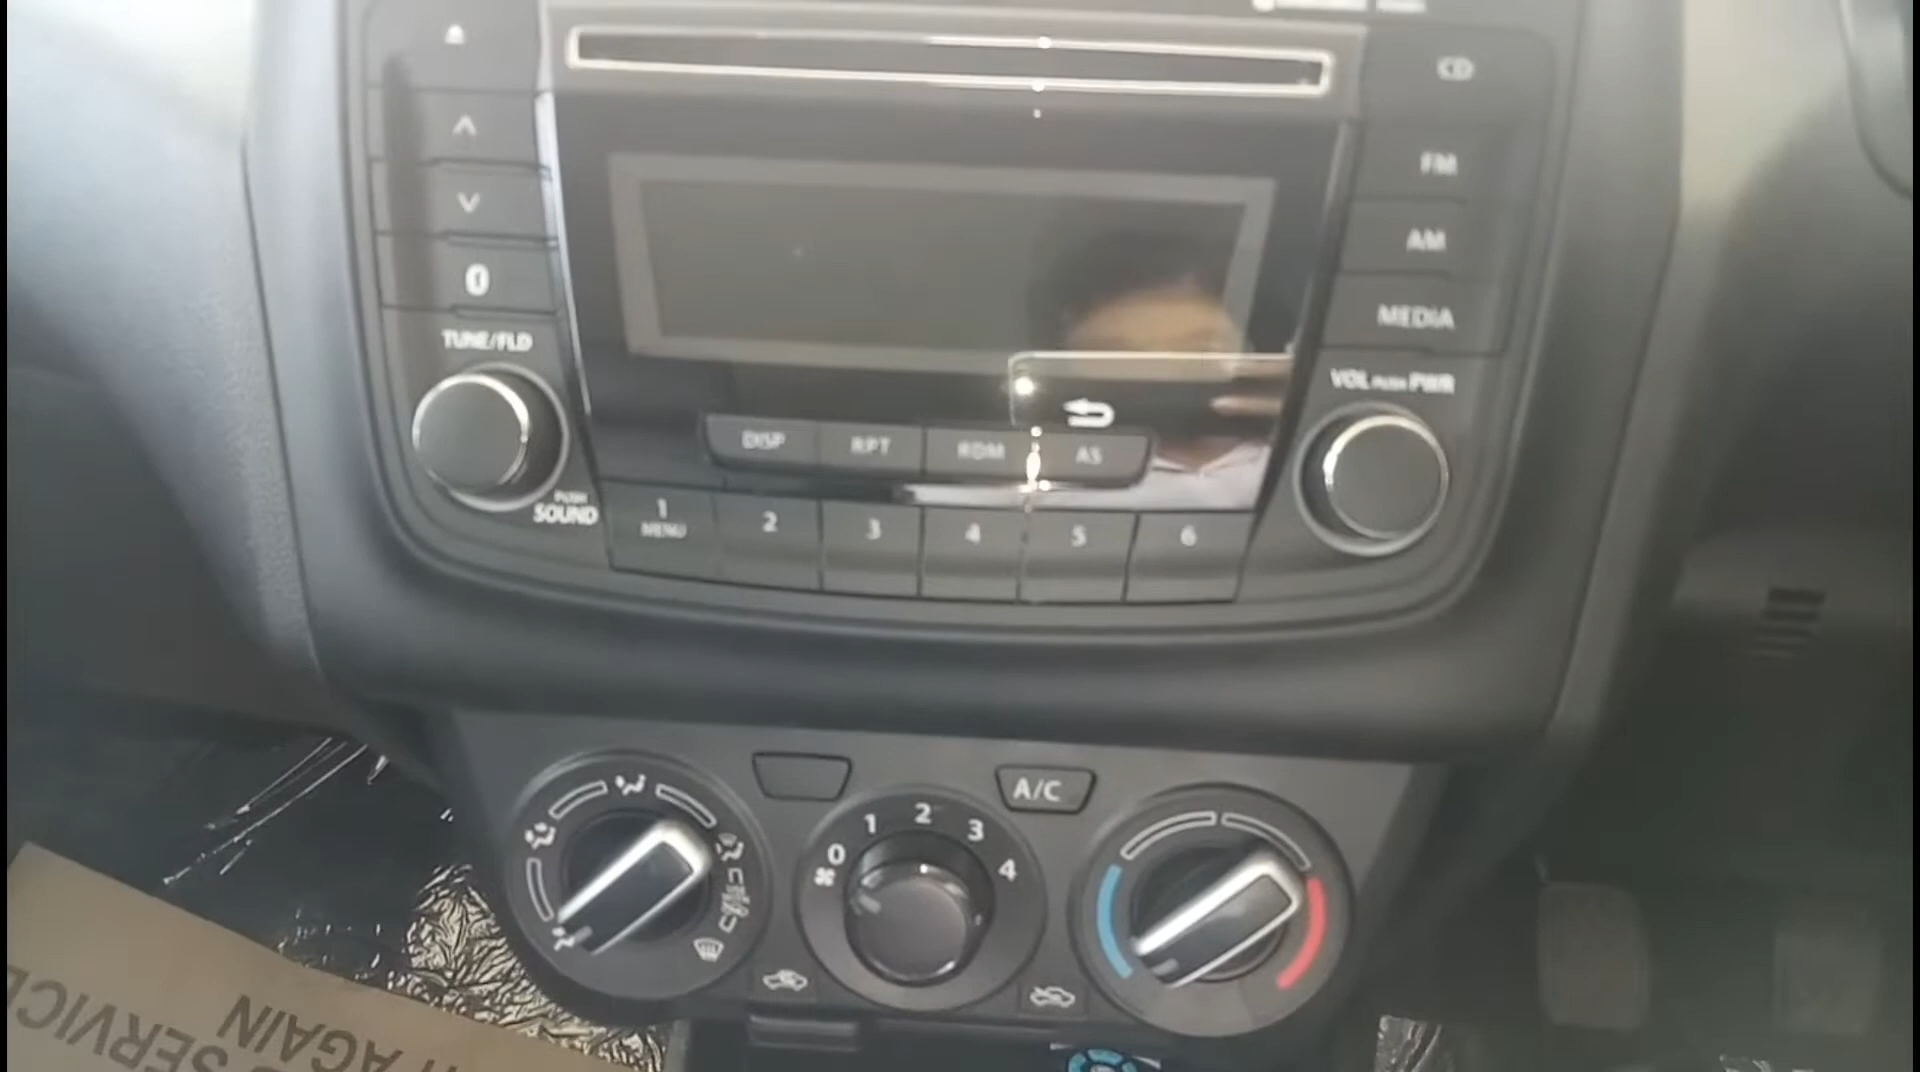 CD
FM
AM
MEDIA
TUNE/FLD
VOL PUSH PWR
DISP RPT RDM AS
PUSH
SOUND
1 2 3 4 5 6
MENU
A/C
0 1 2 3 4
SERVICE
AGAIN